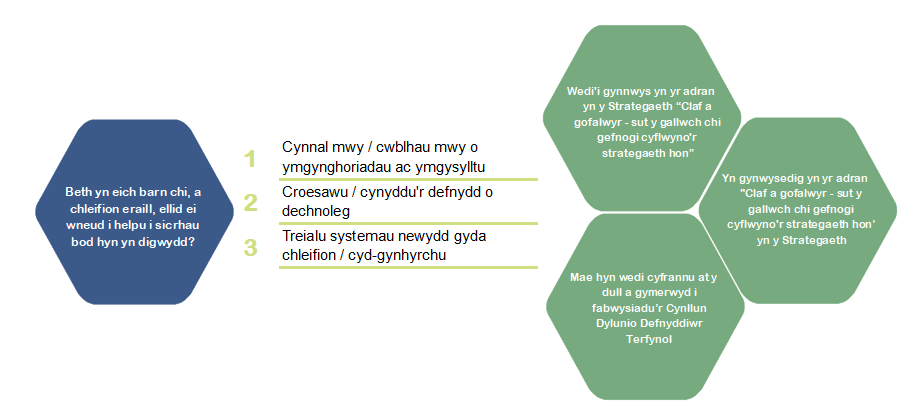 Beth yn eich barn chi, a
chleifion eraill, ellid ei
wneud i helpu i sicrhau
bod hyn yn digwydd?
1
Cynnal mwy / cwblhau mwy o
ymgynghoriadau ac ymgysylltu
2
Croesawu / cynyddu'r defnydd o
dechnoleg
3
Treialu systemau newydd gyda
chleifion / cyd-gynhyrchu
Wedi'i gynnwys yn yr adran
yn y Strategaeth “Claf a
gofalwyr - sut y gallwch chi
gefnogi cyflwyno'r
strategaeth hon”
Yn gynwysedig yn yr adran
"Claf a gofalwyr - sut y
gallwch chi gefnogi
cyflwyno'r strategaeth hon’
yn y Strategaeth
Mae hyn wedi cyfrannu at y
dull a gymerwyd i
fabwysiadu’r Cynllun
Dylunio Defnyddiwr
Terfynol